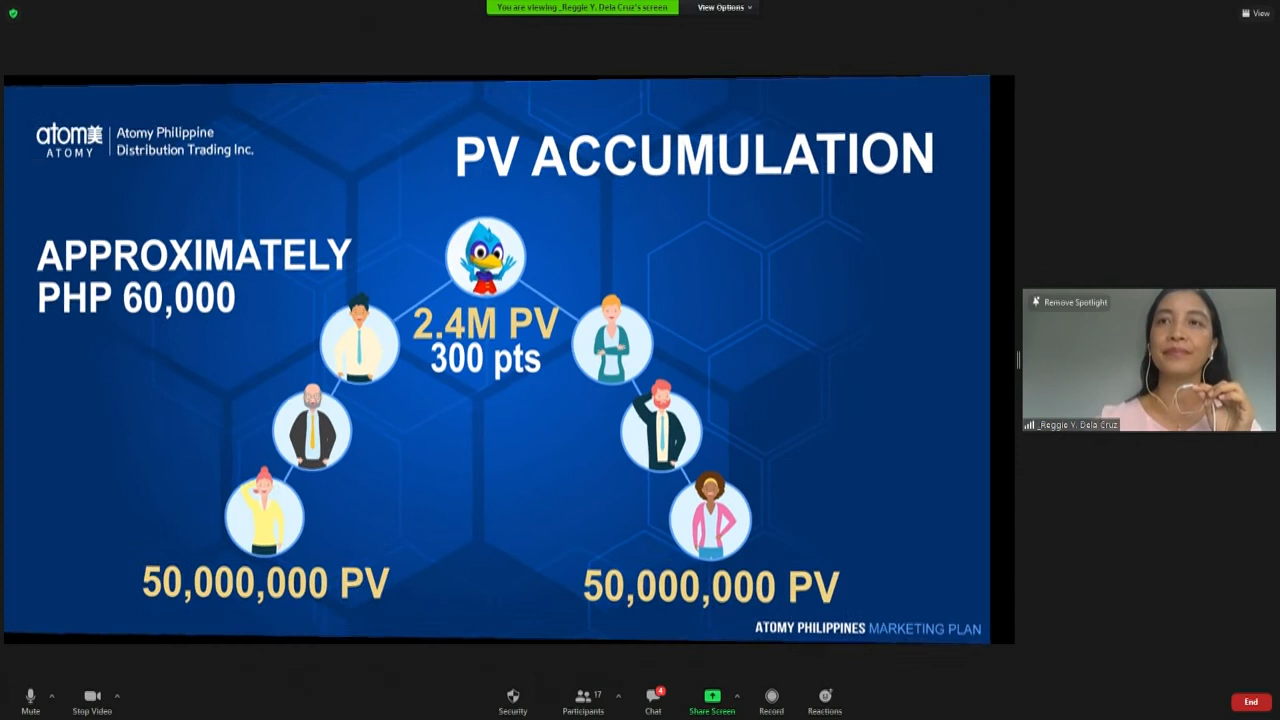 You are viewing _Reggie Y. Dela Cruz's screen
View Options
View
atom美
ATOMY
Atomy Philippine
Distribution Trading Inc.
PV ACCUMULATION
APPROXIMATELY
PHP 60,000
2.4M PV
300 pts
50,000,000 PV
50,000,000 PV
ATOMY PHILIPPINES MARKETING PLAN
Remove Spotlight
_Reggie Y. Dela Cruz
Mute
Stop Video
Security
17
Participants
4
Chat
Share Screen
Record
Reactions
End